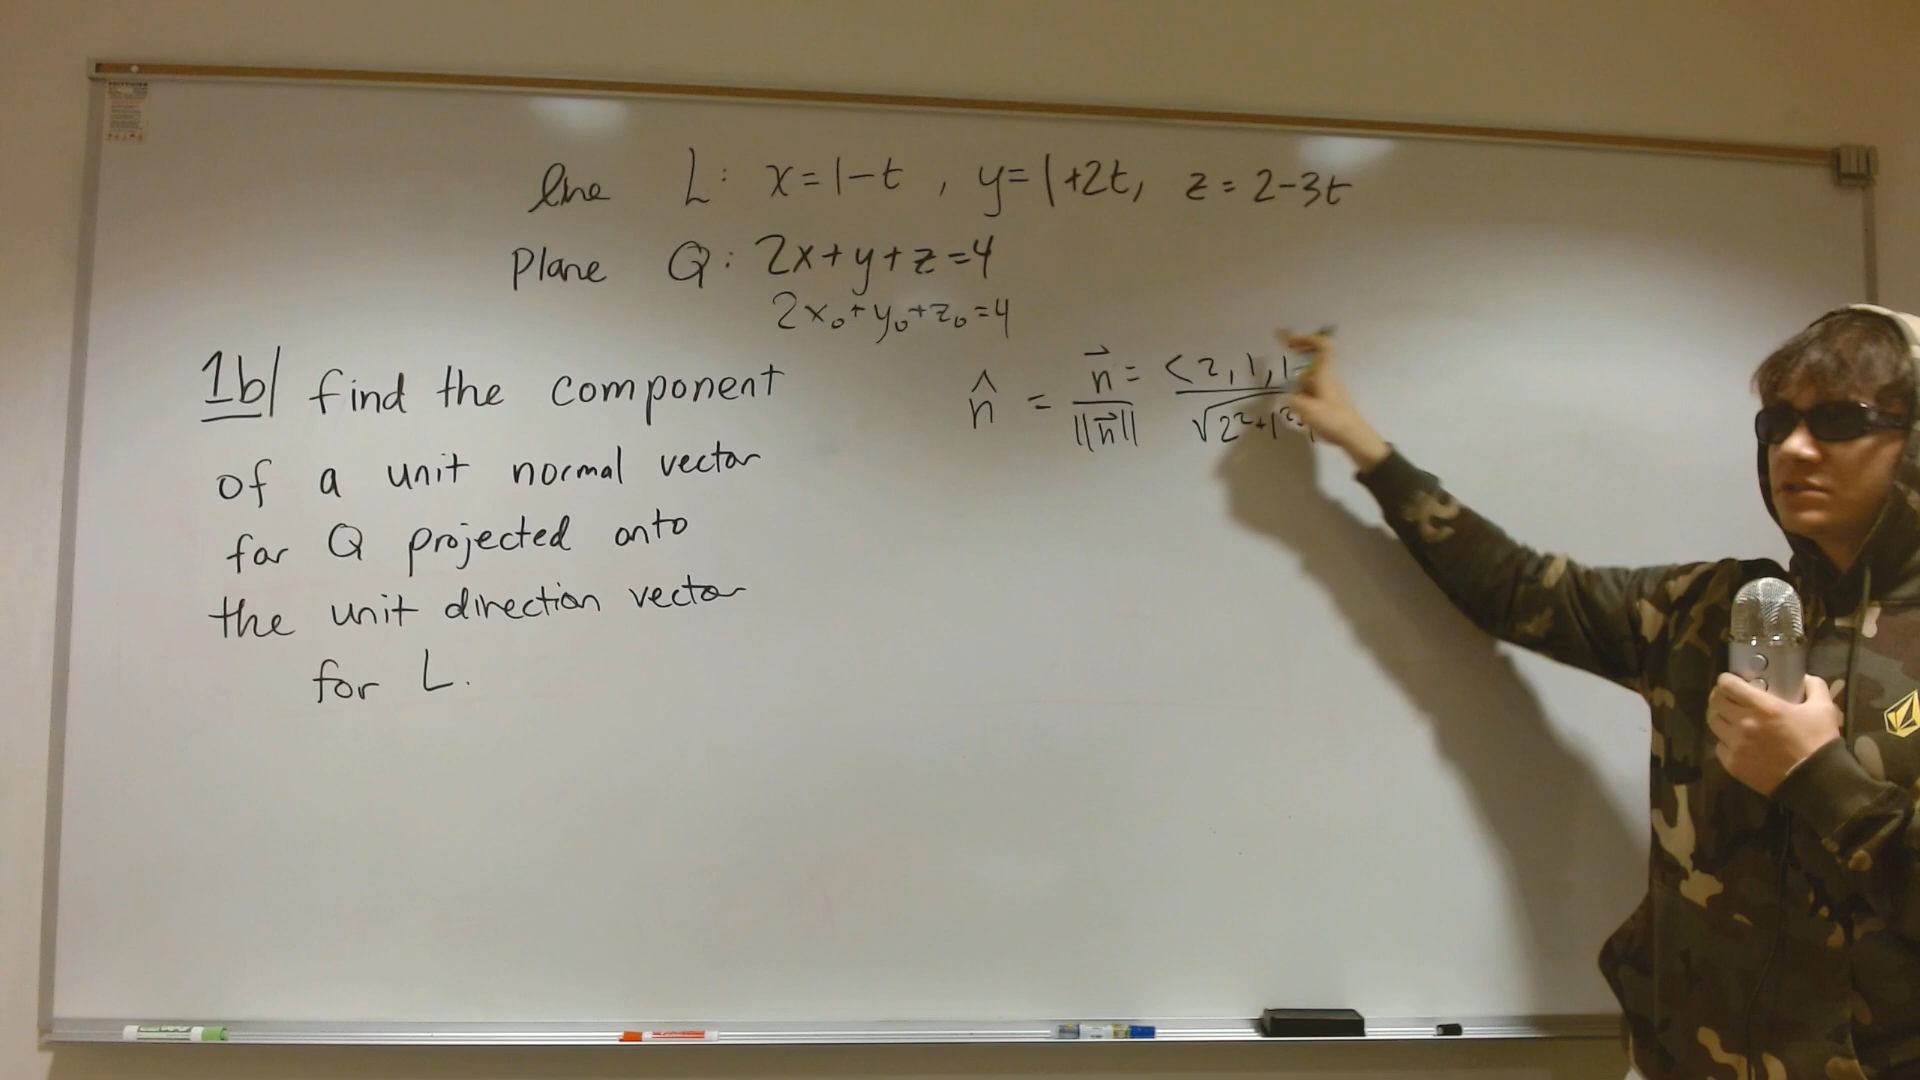 line L: x=1-t , y=1+2t, z=2-3t
Plane Q: 2x+y+z=4
2x₀+y₀+z₀=4
1b| find the component
of a unit normal vector
for Q projected onto
the unit direction vector
for L.
n̂ = n⃗ / ||n⃗|| = <2,1,1 / √2²+1²+